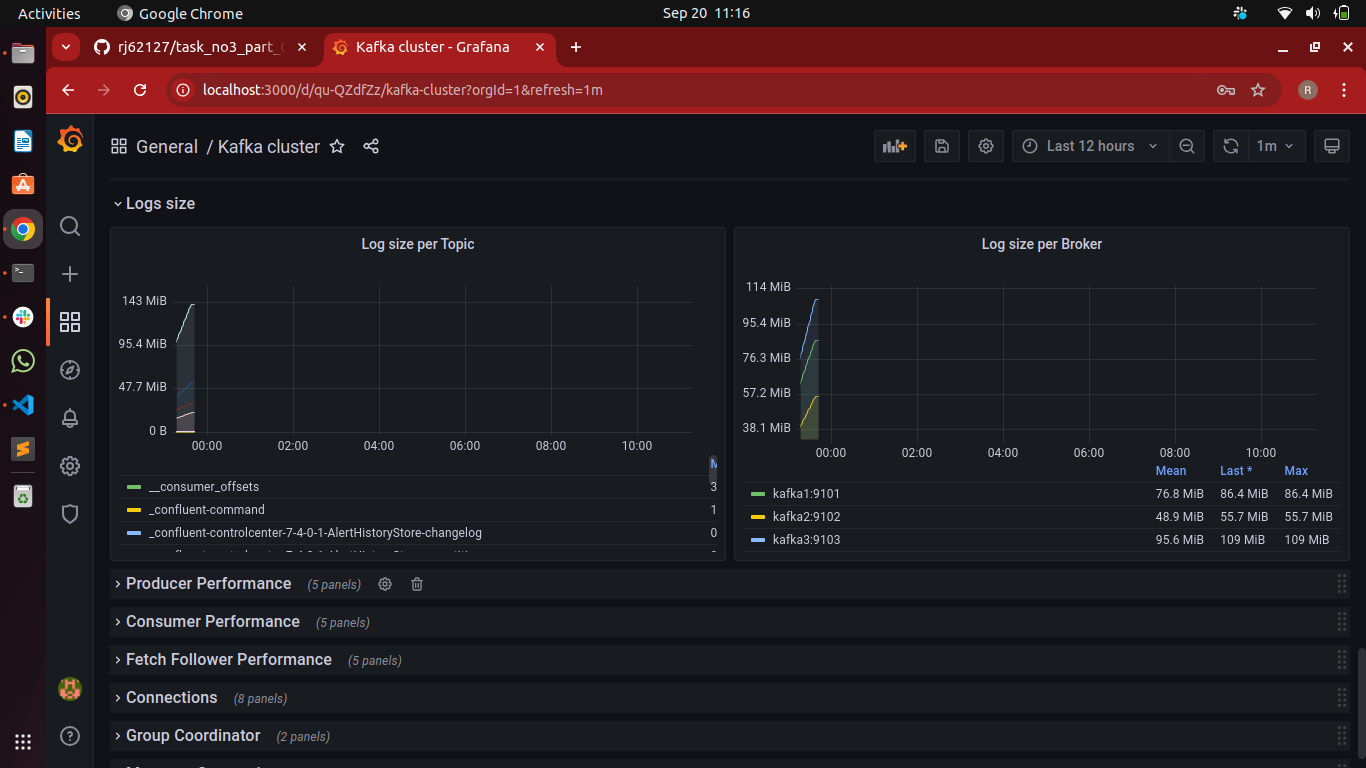 Activities Google Chrome Sep 20 11:16
rj62127/task_no3_part_ Kafka cluster - Grafana
localhost:3000/d/qu-QZdfZz/kafka-cluster?orgId=1&refresh=1m R
General / Kafka cluster Last 12 hours 1m
Logs size
Log size per Topic
143 MiB
95.4 MiB
47.7 MiB
0 B
00:00 02:00 04:00 06:00 08:00 10:00
M
__consumer_offsets 3
_confluent-command 1
_confluent-controlcenter-7-4-0-1-AlertHistoryStore-changelog 0
Log size per Broker
114 MiB
95.4 MiB
76.3 MiB
57.2 MiB
38.1 MiB
00:00 02:00 04:00 06:00 08:00 10:00
Mean Last * Max
kafka1:9101 76.8 MiB 86.4 MiB 86.4 MiB
kafka2:9102 48.9 MiB 55.7 MiB 55.7 MiB
kafka3:9103 95.6 MiB 109 MiB 109 MiB
Producer Performance (5 panels)
Consumer Performance (5 panels)
Fetch Follower Performance (5 panels)
Connections (8 panels)
Group Coordinator (2 panels)